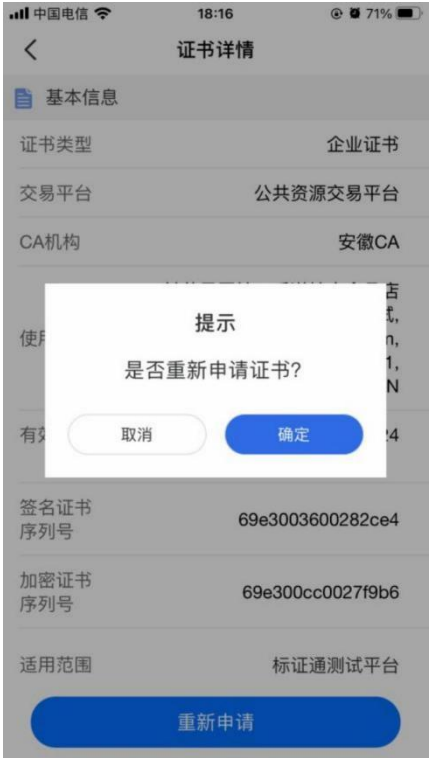 中国电信
18:16
71%
证书详情
基本信息
证书类型
企业证书
交易平台
公共资源交易平台
CA机构
安徽CA
店
,
使用
n,
1,
N
提示
是否重新申请证书?
取消
确定
24
签名证书
序列号
69e3003600282ce4
加密证书
序列号
69e300cc0027f9b6
适用范围
标证通测试平台
重新申请